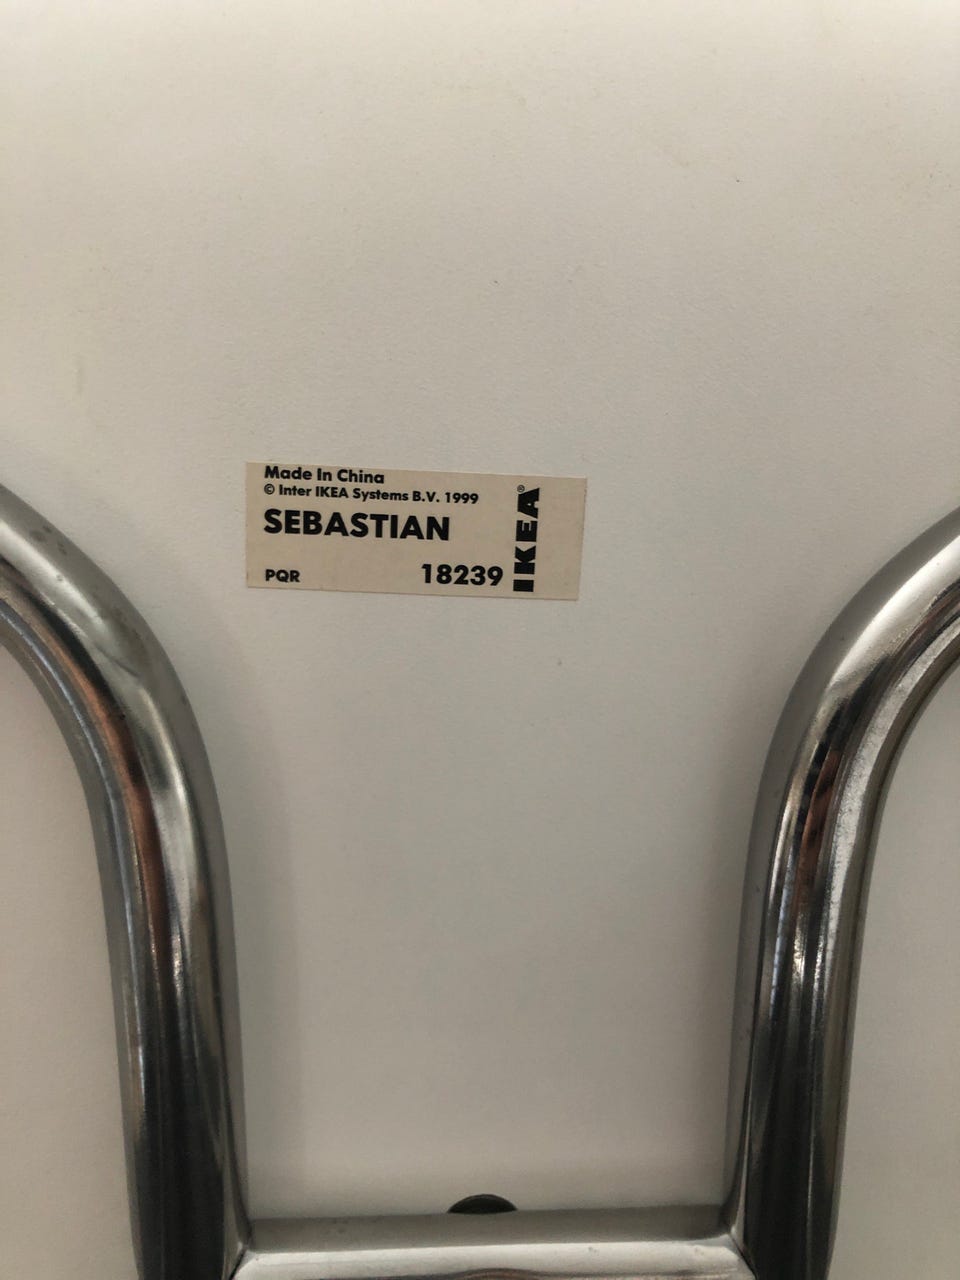 Made In China
© Inter IKEA Systems B.V. 1999
SEBASTIAN
PQR 18239
IKEA®